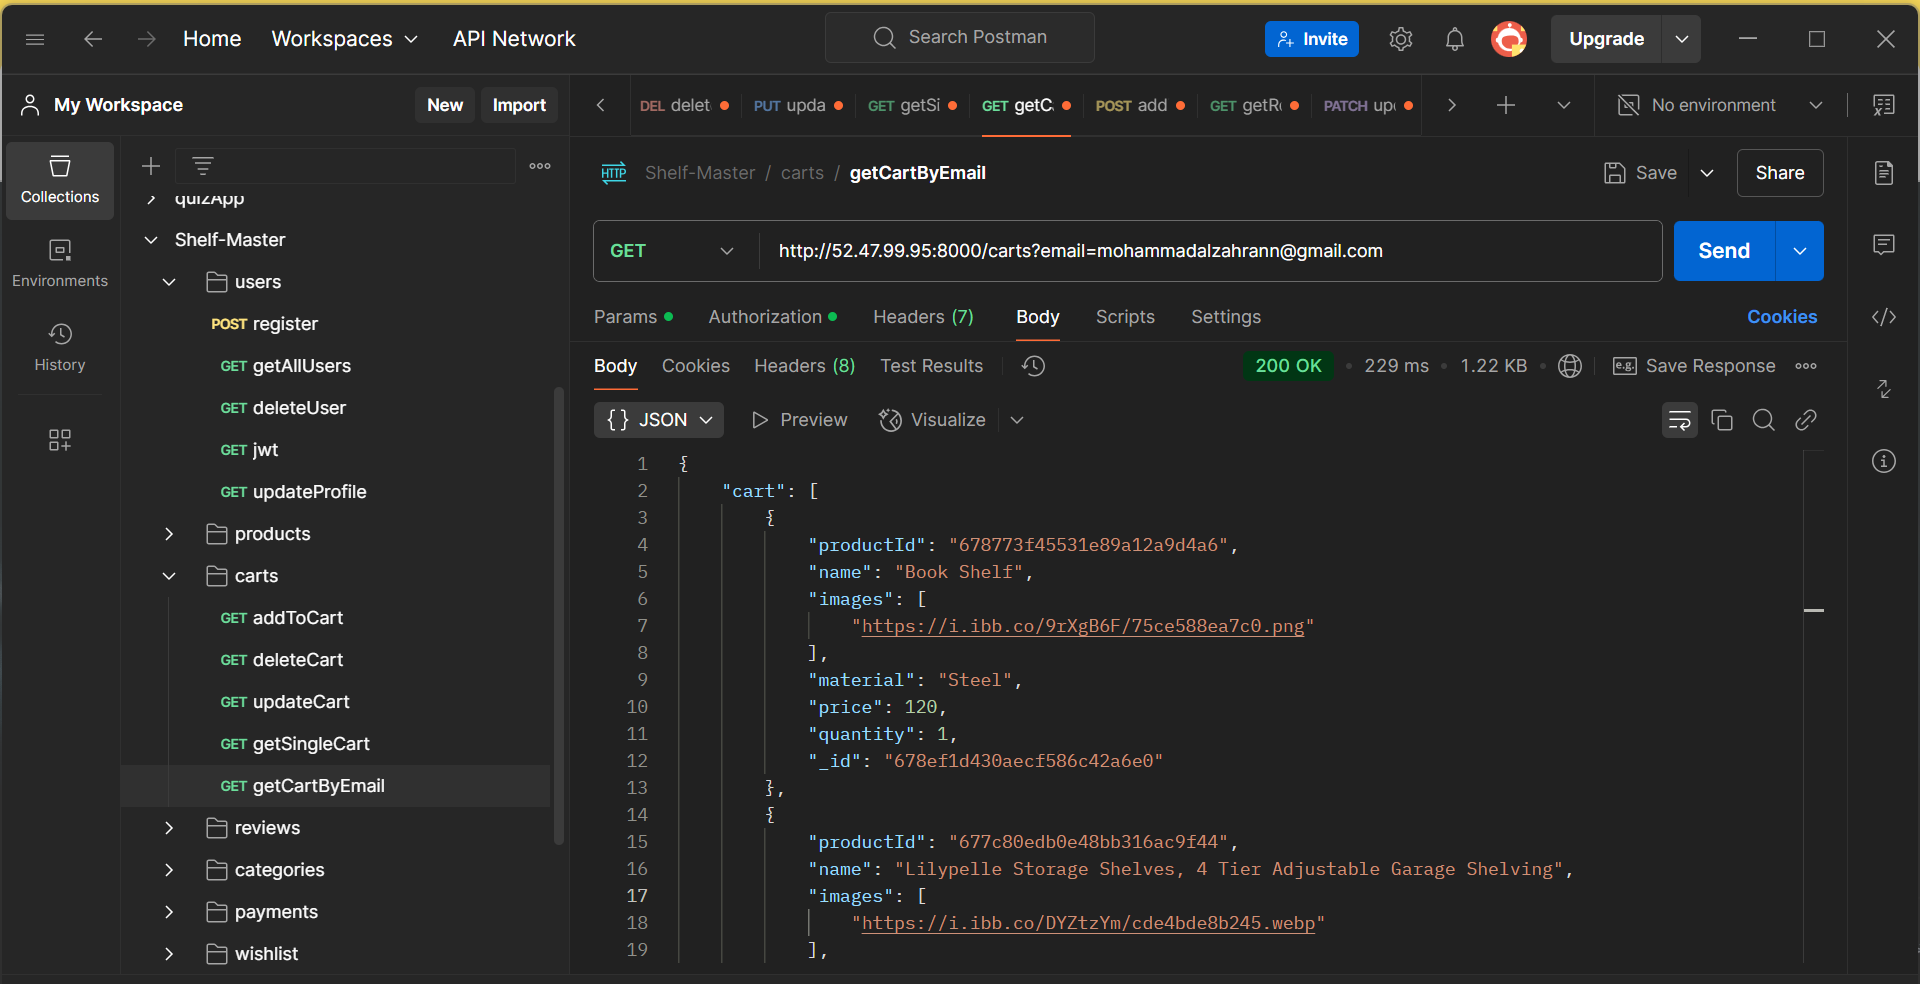 Home
Workspaces
API Network
Search Postman
Invite
Upgrade
My Workspace
New
Import
DEL delet
PUT upda
GET getSi
GET getC
POST add
GET getR
PATCH up
No environment
Collections
Environments
History
quizApp
Shelf-Master
users
POST register
GET getAllUsers
GET deleteUser
GET jwt
GET updateProfile
products
carts
GET addToCart
GET deleteCart
GET updateCart
GET getSingleCart
GET getCartByEmail
reviews
categories
payments
wishlist
HTTP
Shelf-Master / carts / getCartByEmail
Save
Share
GET
http://52.47.99.95:8000/carts?email=mohammadalzahrann@gmail.com
Send
Params
Authorization
Headers (7)
Body
Scripts
Settings
Cookies
Body
Cookies
Headers (8)
Test Results
200 OK
229 ms
1.22 KB
e.g.
Save Response
{} JSON
Preview
Visualize
1 {
2 "cart": [
3 {
4 "productId": "678773f45531e89a12a9d4a6",
5 "name": "Book Shelf",
6 "images": [
7 "https://i.ibb.co/9rXgB6F/75ce588ea7c0.png"
8 ],
9 "material": "Steel",
10 "price": 120,
11 "quantity": 1,
12 "_id": "678ef1d430aecf586c42a6e0"
13 },
14 {
15 "productId": "677c80edb0e48bb316ac9f44",
16 "name": "Lilypelle Storage Shelves, 4 Tier Adjustable Garage Shelving",
17 "images": [
18 "https://i.ibb.co/DYZtzYm/cde4bde8b245.webp"
19 ],